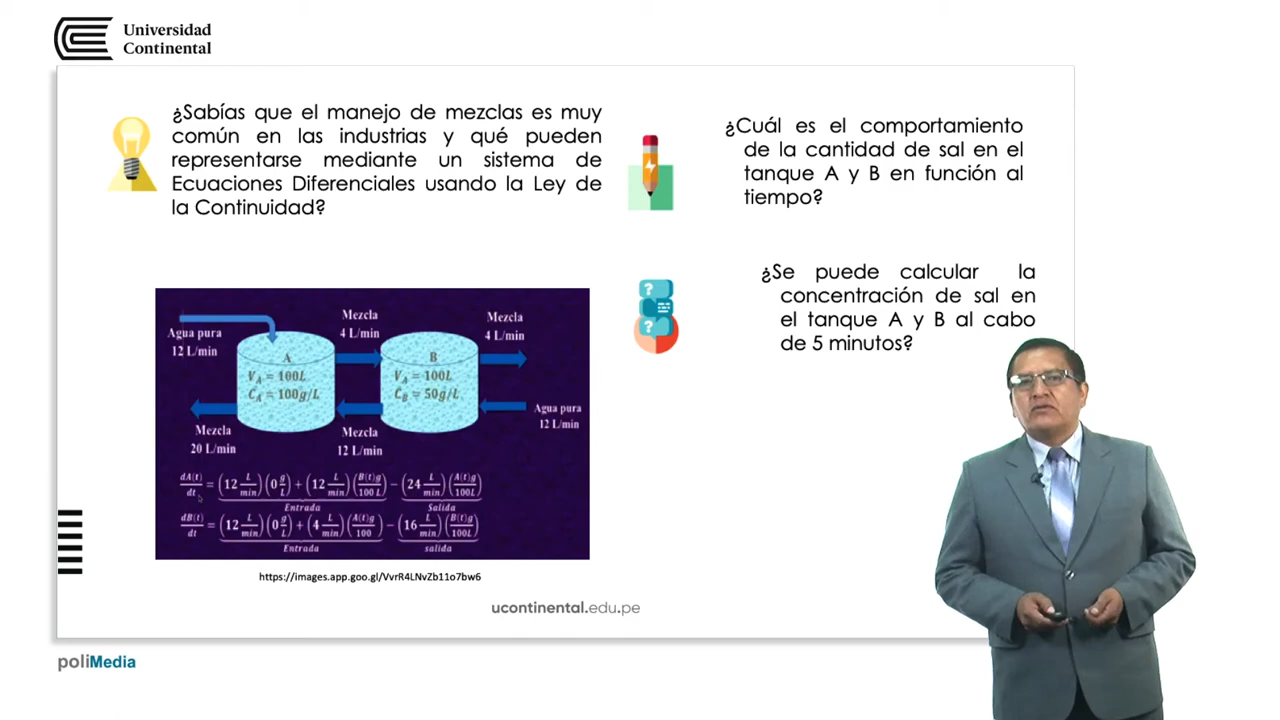 Universidad
Continental
¿Sabías que el manejo de mezclas es muy
común en las industrias y qué pueden
representarse mediante un sistema de
Ecuaciones Diferenciales usando la Ley de
la Continuidad?
¿Cuál es el comportamiento
de la cantidad de sal en el
tanque A y B en función al
tiempo?
¿Se puede calcular la
concentración de sal en
el tanque A y B al cabo
de 5 minutos?
Agua pura
12 L/min
Mezcla
4 L/min
Mezcla
4 L/min
A
V_A = 100L
C_A = 100g/L
B
V_A = 100L
C_B = 50g/L
Mezcla
20 L/min
Mezcla
12 L/min
Agua pura
12 L/min
dA(t)/dt = (12 L/min)(0 g/L) + (12 L/min)(B(t)g/100 L) − (24 L/min)(A(t)g/100L)
Entrada Salida
dB(t)/dt = (12 L/min)(0 g/L) + (4 L/min)(A(t)g/100) − (16 L/min)(B(t)g/100L)
Entrada salida
https://images.app.goo.gl/VvrR4LNvZb11o7bw6
ucontinental.edu.pe
poliMedia